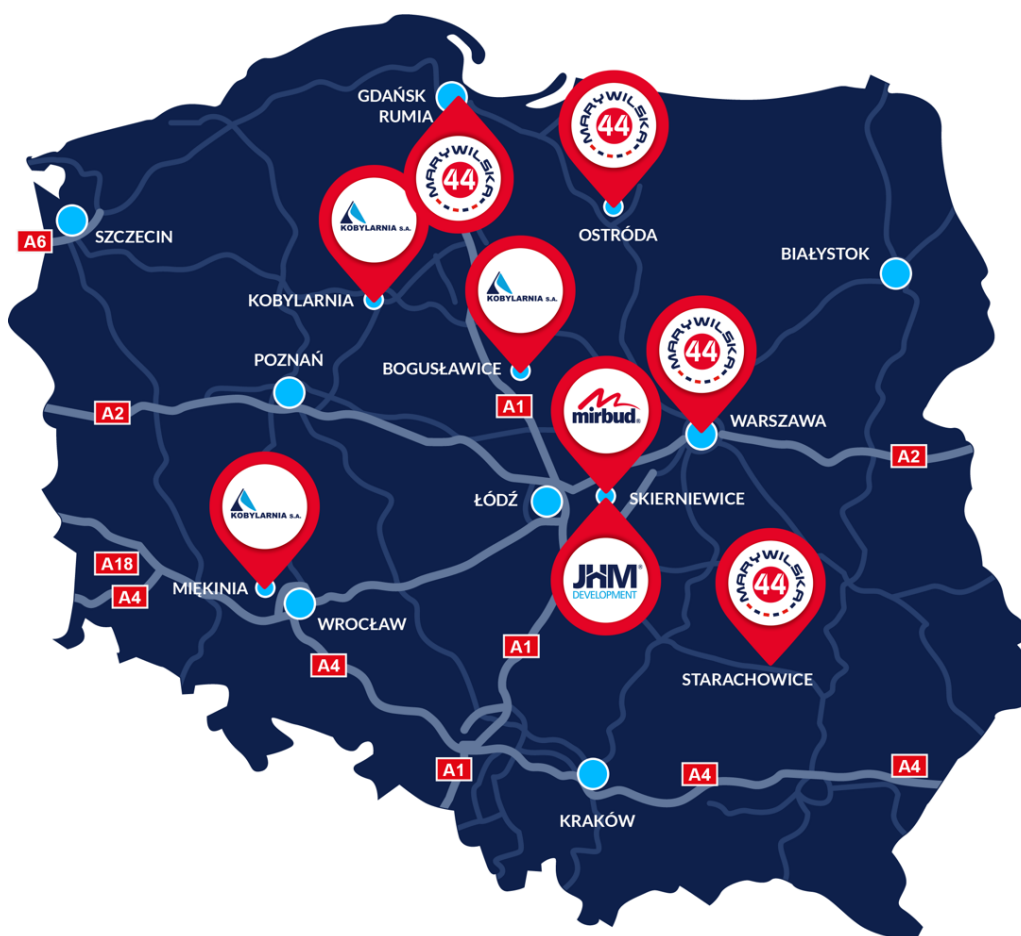 GDAŃSK
RUMIA
MARYWILSKA
44
MARYWILSKA
44
KOBYLARNIA S.A.
SZCZECIN
A6
OSTRÓDA
BIAŁYSTOK
KOBYLARNIA
KOBYLARNIA S.A.
MARYWILSKA
44
POZNAŃ
BOGUSŁAWICE
A2
A1
mirbud®
WARSZAWA
A2
KOBYLARNIA S.A.
ŁÓDŹ
SKIERNIEWICE
A18
A4
MIĘKINIA
WROCŁAW
JHM®
DEVELOPMENT
MARYWILSKA
44
A4
A1
STARACHOWICE
A1
A4
A4
KRAKÓW